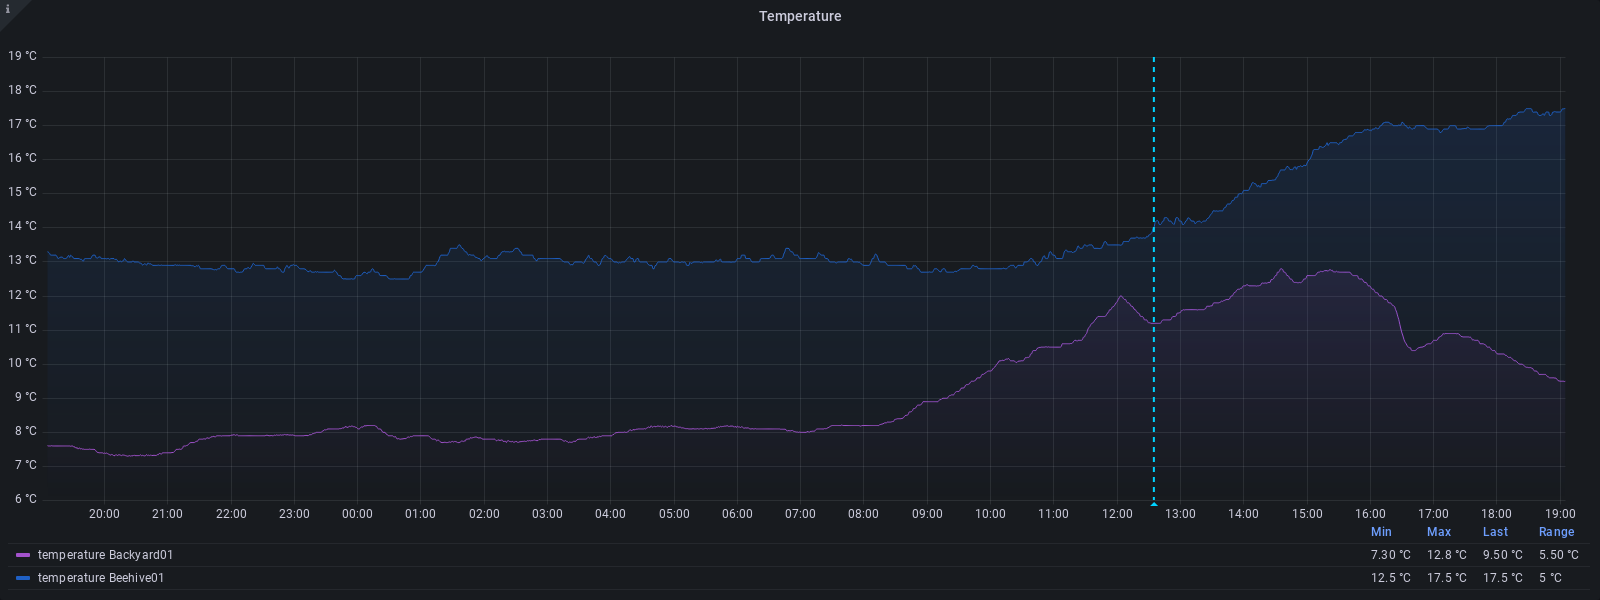 i
Temperature
19 °C
18 °C
17 °C
16 °C
15 °C
14 °C
13 °C
12 °C
11 °C
10 °C
9 °C
8 °C
7 °C
6 °C
20:00 21:00 22:00 23:00 00:00 01:00 02:00 03:00 04:00 05:00 06:00 07:00 08:00 09:00 10:00 11:00 12:00 13:00 14:00 15:00 16:00 17:00 18:00 19:00
Min Max Last Range
temperature Backyard01 7.30 °C 12.8 °C 9.50 °C 5.50 °C
temperature Beehive01 12.5 °C 17.5 °C 17.5 °C 5 °C